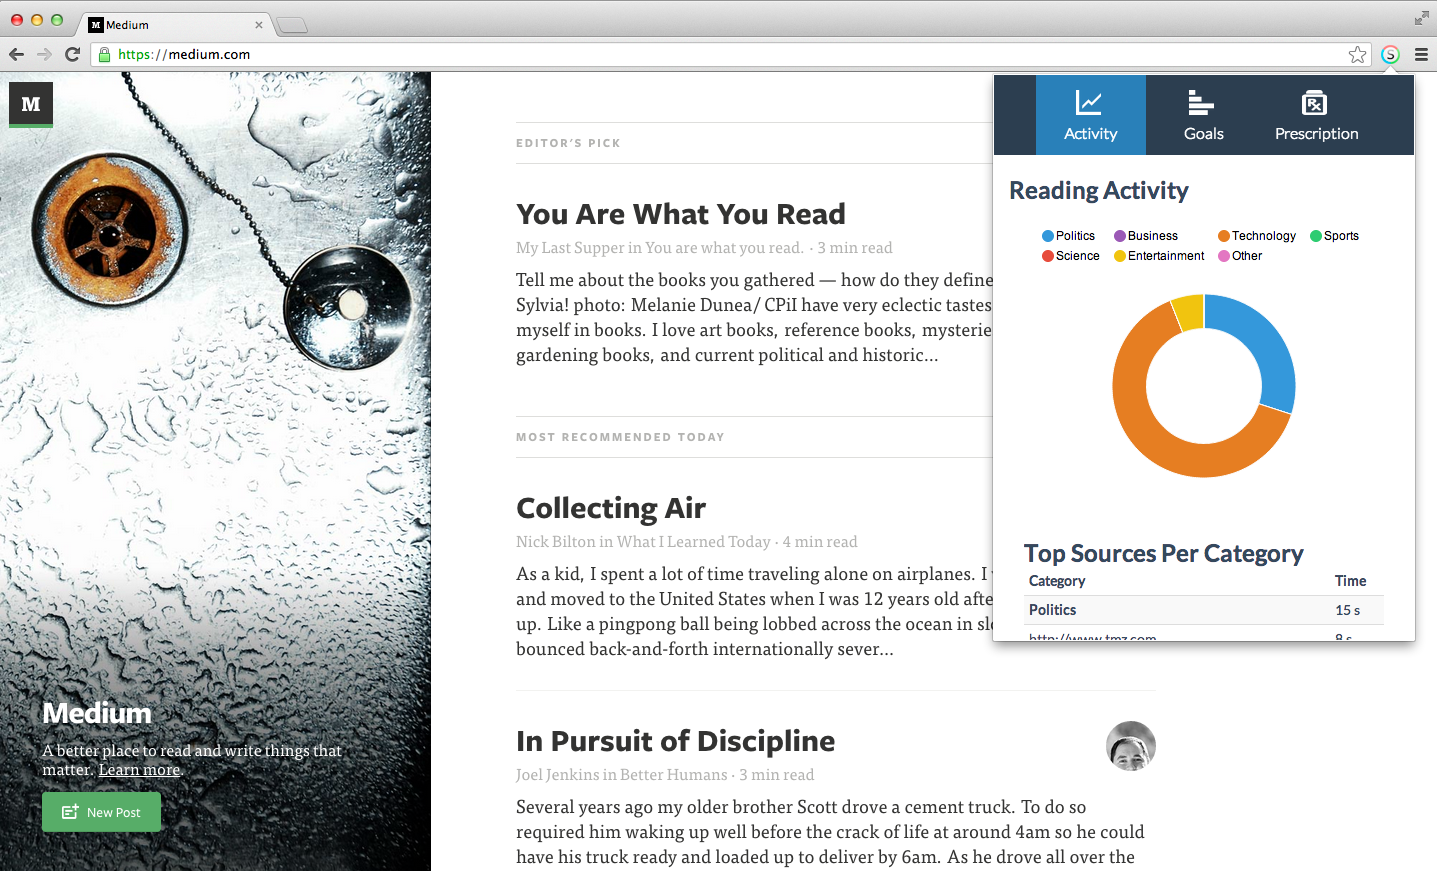 M Medium
https://medium.com
S
M
EDITOR'S PICK
You Are What You Read
My Last Supper in You are what you read. · 3 min read
Tell me about the books you gathered — how do they define
Sylvia! photo: Melanie Dunea/ CPiI have very eclectic tastes
myself in books. I love art books, reference books, mysterie
gardening books, and current political and historic...
MOST RECOMMENDED TODAY
Collecting Air
Nick Bilton in What I Learned Today · 4 min read
As a kid, I spent a lot of time traveling alone on airplanes. I
and moved to the United States when I was 12 years old afte
up. Like a pingpong ball being lobbed across the ocean in sl
bounced back-and-forth internationally sever...
In Pursuit of Discipline
Joel Jenkins in Better Humans · 3 min read
Several years ago my older brother Scott drove a cement truck. To do so
required him waking up well before the crack of life at around 4am so he could
have his truck ready and loaded up to deliver by 6am. As he drove all over the
Medium
A better place to read and write things that
matter. Learn more.
New Post
Activity
Goals
Rx
Prescription
Reading Activity
Politics Business Technology Sports
Science Entertainment Other
Top Sources Per Category
Category Time
Politics 15 s
http://www.tmz.com 8 s